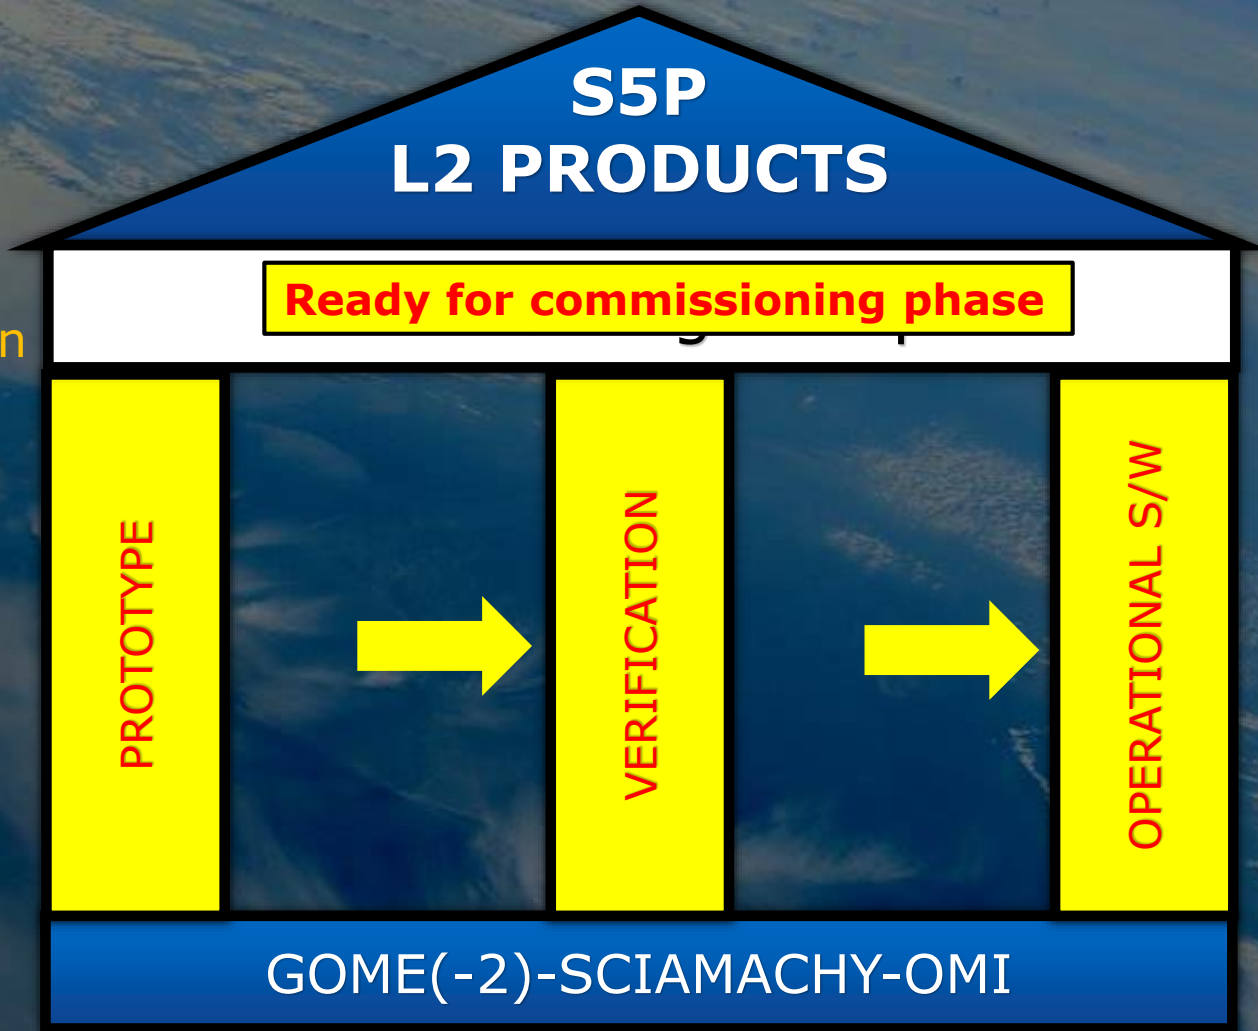 S5P
L2 PRODUCTS
Ready for commissioning phase
n
PROTOTYPE
VERIFICATION
OPERATIONAL S/W
GOME(-2)-SCIAMACHY-OMI